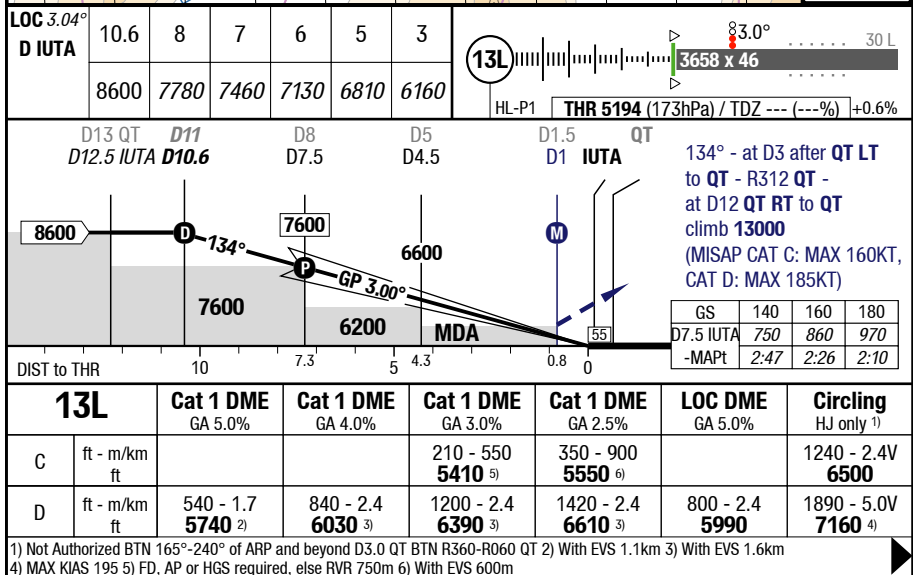 LOC 3.04°
D IUTA
10.6 8 7 6 5 3
8600 7780 7460 7130 6810 6160
13L
3.0°
30 L
3658 x 46
HL-P1
THR 5194 (173hPa) / TDZ --- (---%)
+0.6%
D13 QT D11 D8 D5 D1.5 QT
D12.5 IUTA D10.6 D7.5 D4.5 D1 IUTA
134° - at D3 after QT LT
to QT - R312 QT -
at D12 QT RT to QT
climb 13000
(MISAP CAT C: MAX 160KT,
CAT D: MAX 185KT)
8600
D
134°
7600
P
GP 3.00°
6600
M
7600
6200
MDA
55
GS 140 160 180
D7.5 IUTA 750 860 970
-MAPt 2:47 2:26 2:10
DIST to THR 10 7.3 5 4.3 0.8 0
13L Cat 1 DME Cat 1 DME Cat 1 DME Cat 1 DME LOC DME Circling
GA 5.0% GA 4.0% GA 3.0% GA 2.5% GA 5.0% HJ only 1)
C ft - m/km 210 - 550 350 - 900 1240 - 2.4V
ft 5410 5) 5550 6) 6500
D ft - m/km 540 - 1.7 840 - 2.4 1200 - 2.4 1420 - 2.4 800 - 2.4 1890 - 5.0V
ft 5740 2) 6030 3) 6390 3) 6610 3) 5990 7160 4)
1) Not Authorized BTN 165°-240° of ARP and beyond D3.0 QT BTN R360-R060 QT 2) With EVS 1.1km 3) With EVS 1.6km
4) MAX KIAS 195 5) FD, AP or HGS required, else RVR 750m 6) With EVS 600m